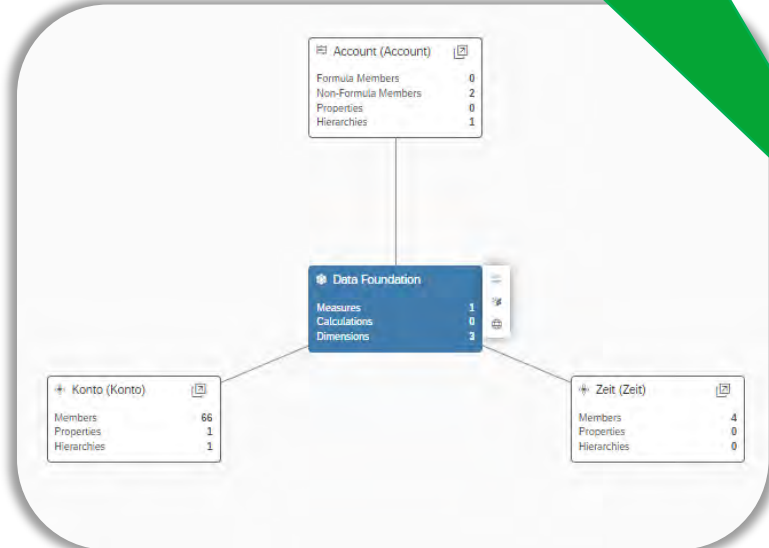 Account (Account)
Formula Members 0
Non-Formula Members 2
Properties 0
Hierarchies 1
Data Foundation
Measures 1
Calculations 0
Dimensions 3
Konto (Konto)
Members 66
Properties 1
Hierarchies 1
Zeit (Zeit)
Members 4
Properties 0
Hierarchies 0